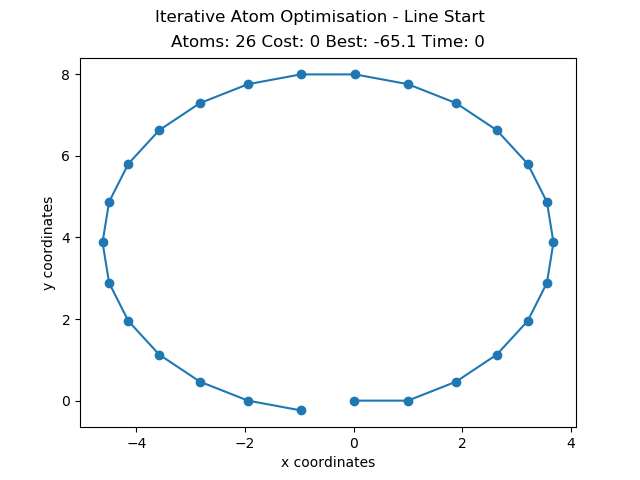 Iterative Atom Optimisation - Line Start
Atoms: 26 Cost: 0 Best: -65.1 Time: 0
8
6
4
2
0
y coordinates
−4
−2
0
2
4
x coordinates